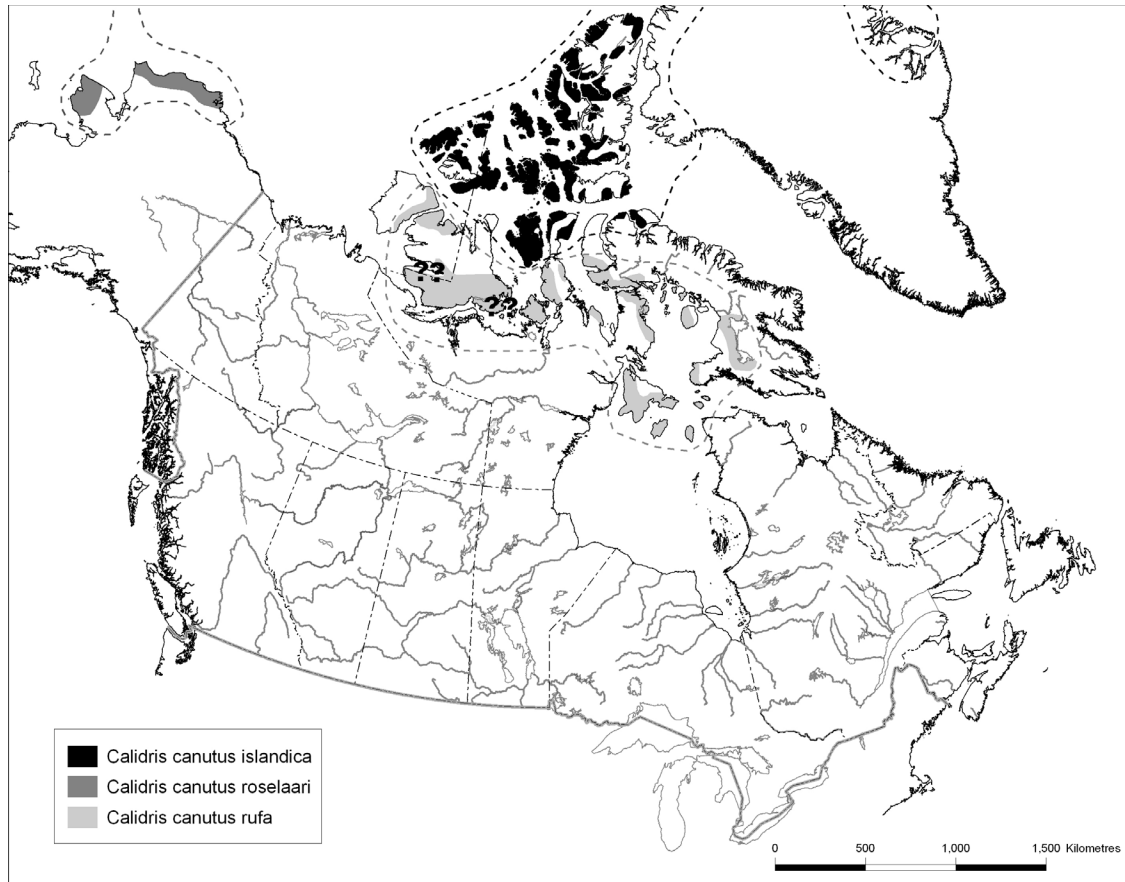 ??
??
Calidris canutus islandica
Calidris canutus roselaari
Calidris canutus rufa
0 500 1,000 1,500 Kilometres